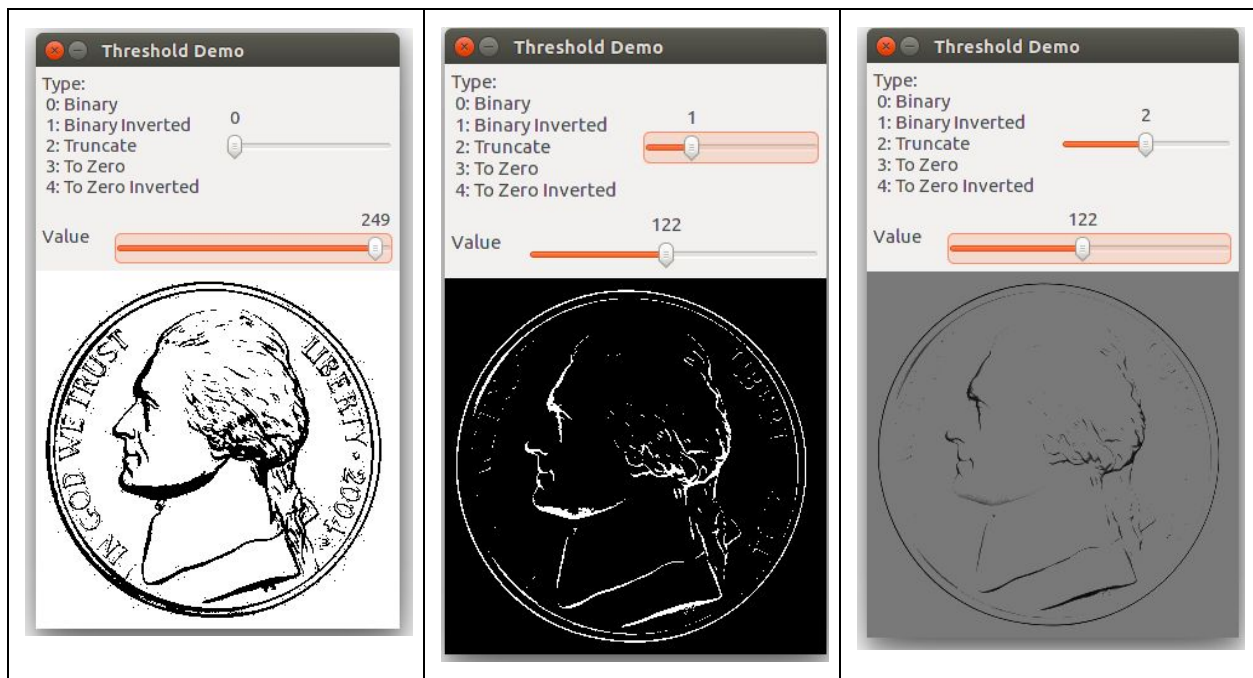 Threshold Demo
Type:
0: Binary
1: Binary Inverted
2: Truncate
3: To Zero
4: To Zero Inverted
0
Value
249
IN GOD WE TRUST
LIBERTY · 2004
Threshold Demo
Type:
0: Binary
1: Binary Inverted
2: Truncate
3: To Zero
4: To Zero Inverted
1
Value
122
Threshold Demo
Type:
0: Binary
1: Binary Inverted
2: Truncate
3: To Zero
4: To Zero Inverted
2
Value
122